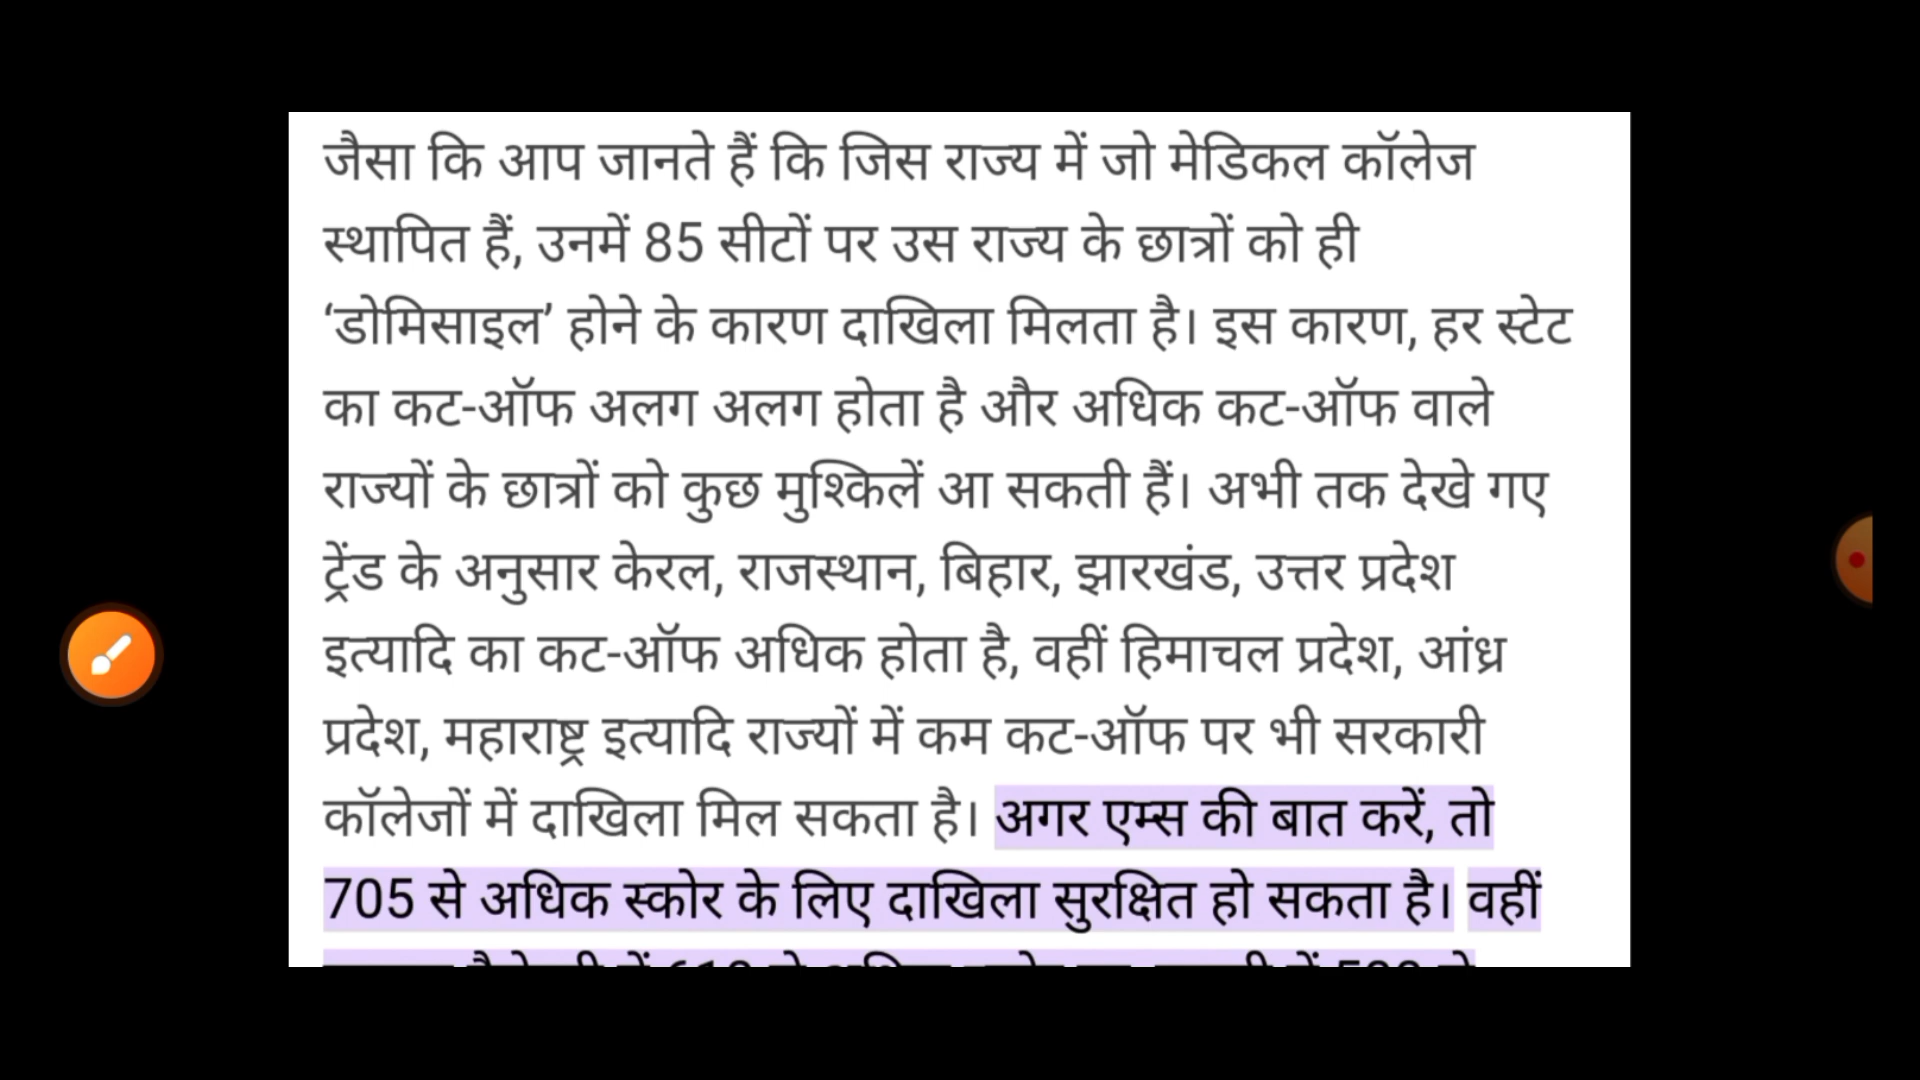 जैसा कि आप जानते हैं कि जिस राज्य में जो मेडिकल कॉलेज
स्थापित हैं, उनमें 85 सीटों पर उस राज्य के छात्रों को ही
‘डोमिसाइल’ होने के कारण दाखिला मिलता है। इस कारण, हर स्टेट
का कट-ऑफ अलग अलग होता है और अधिक कट-ऑफ वाले
राज्यों के छात्रों को कुछ मुश्किलें आ सकती हैं। अभी तक देखे गए
ट्रेंड के अनुसार केरल, राजस्थान, बिहार, झारखंड, उत्तर प्रदेश
इत्यादि का कट-ऑफ अधिक होता है, वहीं हिमाचल प्रदेश, आंध्र
प्रदेश, महाराष्ट्र इत्यादि राज्यों में कम कट-ऑफ पर भी सरकारी
कॉलेजों में दाखिला मिल सकता है। अगर एम्स की बात करें, तो
705 से अधिक स्कोर के लिए दाखिला सुरक्षित हो सकता है। वहीं